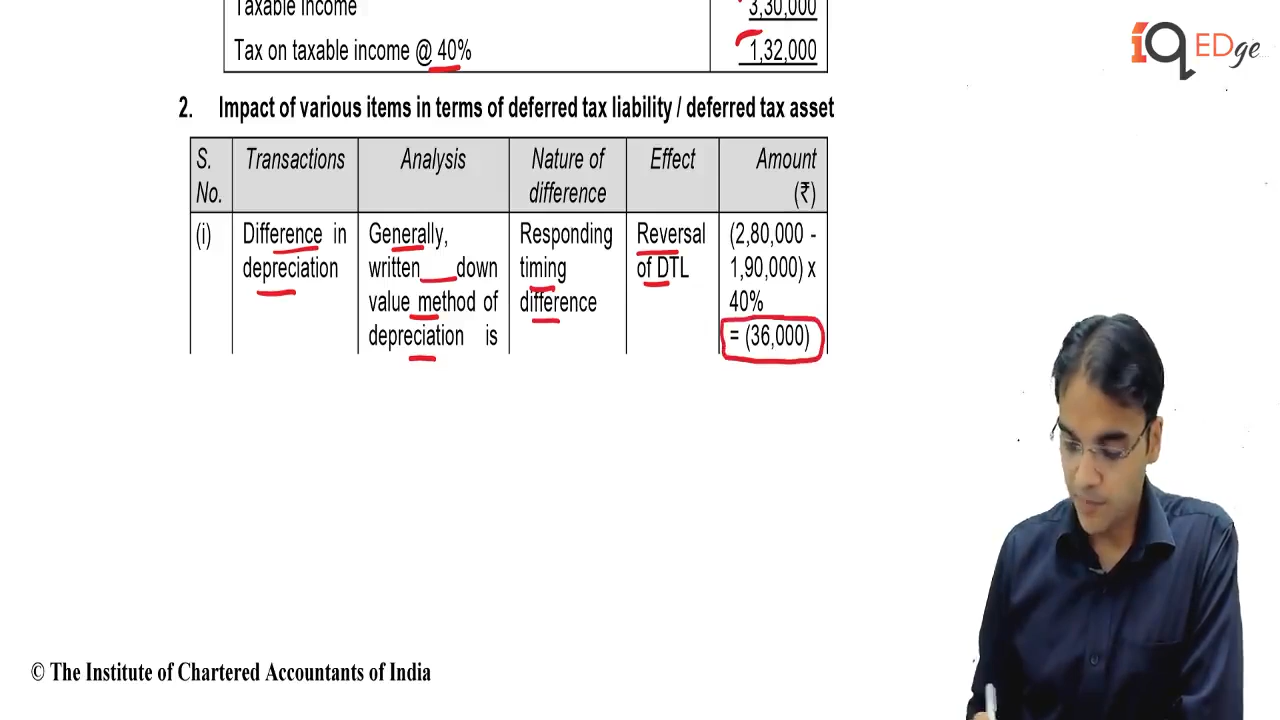 Taxable income 3,30,000
iQ EDge
Tax on taxable income @ 40% 1,32,000
2. Impact of various items in terms of deferred tax liability / deferred tax asset
S. No.
Transactions
Analysis
Nature of difference
Effect
Amount (₹)
(i)
Difference in
depreciation
Generally,
written down
value method of
depreciation is
Responding
timing
difference
Reversal
of DTL
(2,80,000 -
1,90,000) x
40%
= (36,000)
© The Institute of Chartered Accountants of India